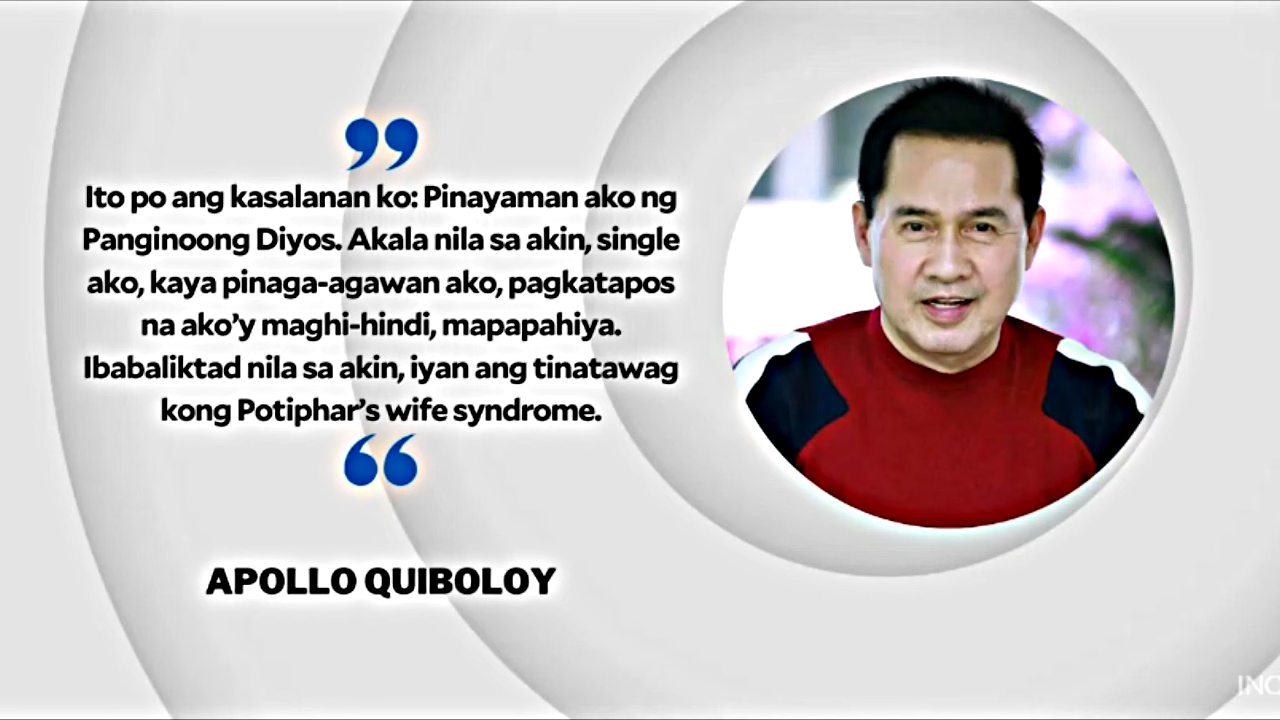 ”
Ito po ang kasalanan ko: Pinayaman ako ng
Panginoong Diyos. Akala nila sa akin, single
ako, kaya pinaga-agawan ako, pagkatapos
na ako’y maghi-hindi, mapapahiya.
Ibabaliktad nila sa akin, iyan ang tinatawag
kong Potiphar’s wife syndrome.
“
APOLLO QUIBOLOY